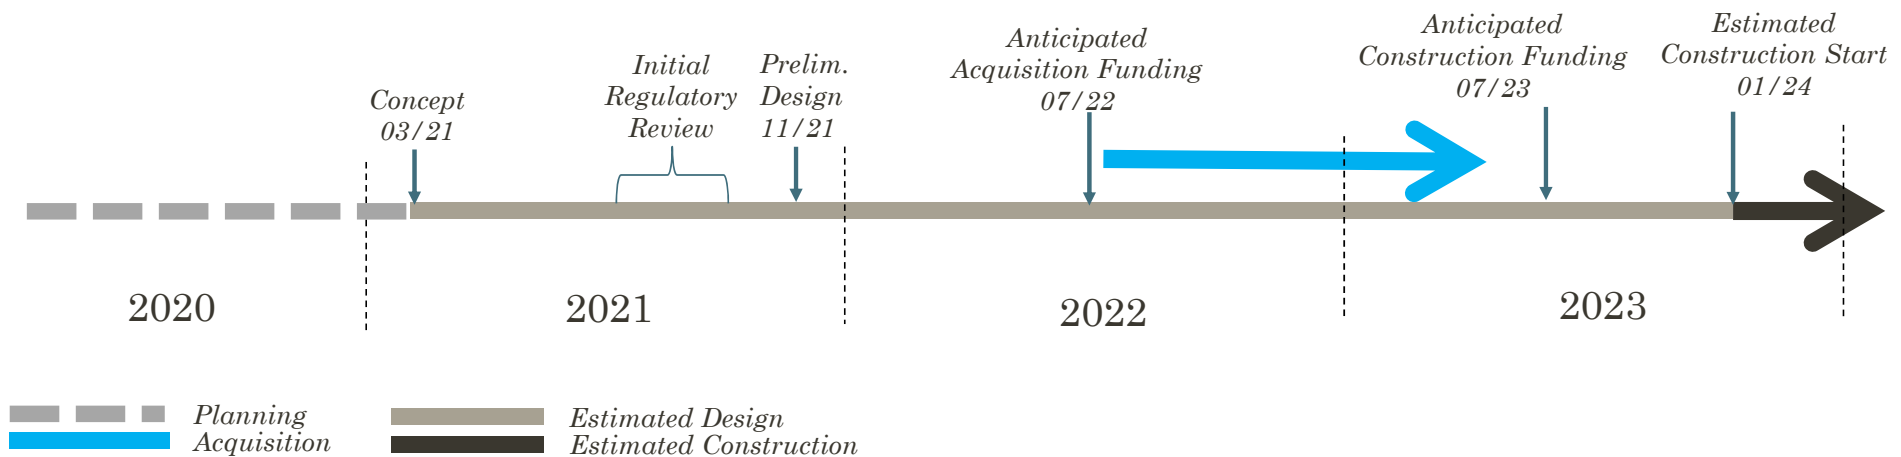 Concept
03/21
Initial
Regulatory
Review
Prelim.
Design
11/21
Anticipated
Acquisition Funding
07/22
Anticipated
Construction Funding
07/23
Estimated
Construction Start
01/24
2020
2021
2022
2023
Planning
Acquisition
Estimated Design
Estimated Construction